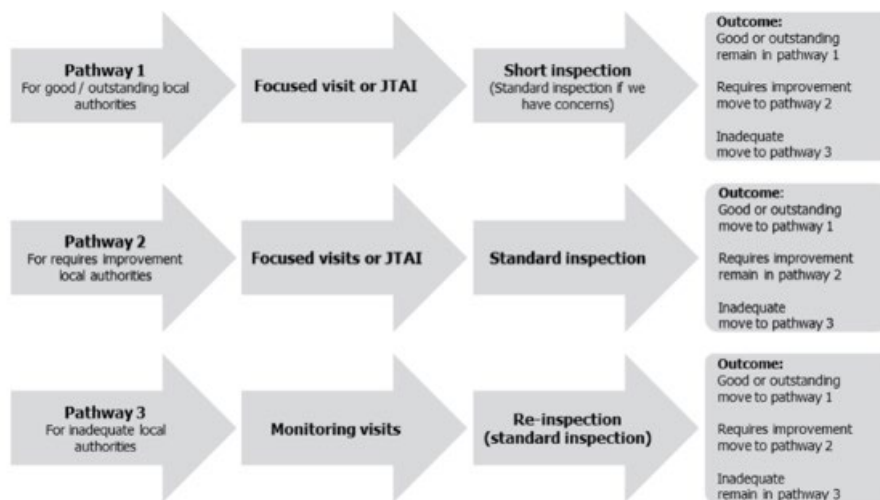 Pathway 1
For good / outstanding local
authorities
Focused visit or JTAI
Short inspection
(Standard inspection if we
have concerns)
Outcome:
Good or outstanding
remain in pathway 1
Requires improvement
move to pathway 2
Inadequate
move to pathway 3
Pathway 2
For requires improvement
local authorities
Focused visits or JTAI
Standard inspection
Outcome:
Good or outstanding
move to pathway 1
Requires improvement
remain in pathway 2
Inadequate
move to pathway 3
Pathway 3
For inadequate local
authorities
Monitoring visits
Re-inspection
(standard inspection)
Outcome:
Good or outstanding
move to pathway 1
Requires improvement
move to pathway 2
Inadequate
remain in pathway 3